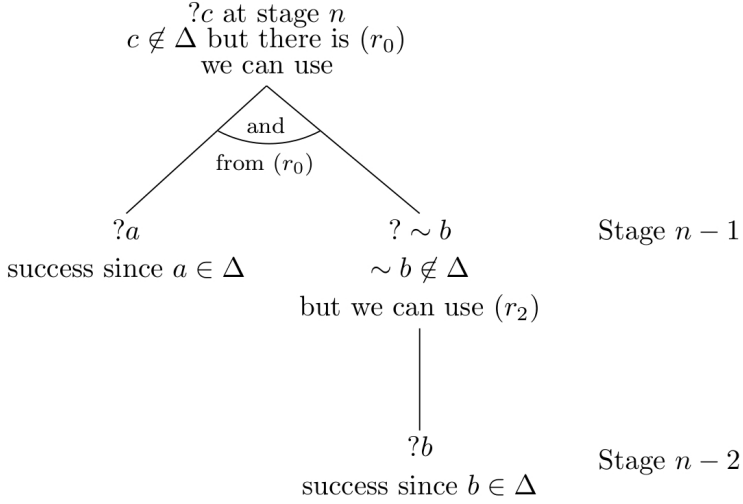 ?c at stage n
c ∉ Δ but there is (r₀)
we can use
and
from (r₀)
?a
? ∼ b
Stage n − 1
success since a ∈ Δ
∼ b ∉ Δ
but we can use (r₂)
?b
Stage n − 2
success since b ∈ Δ